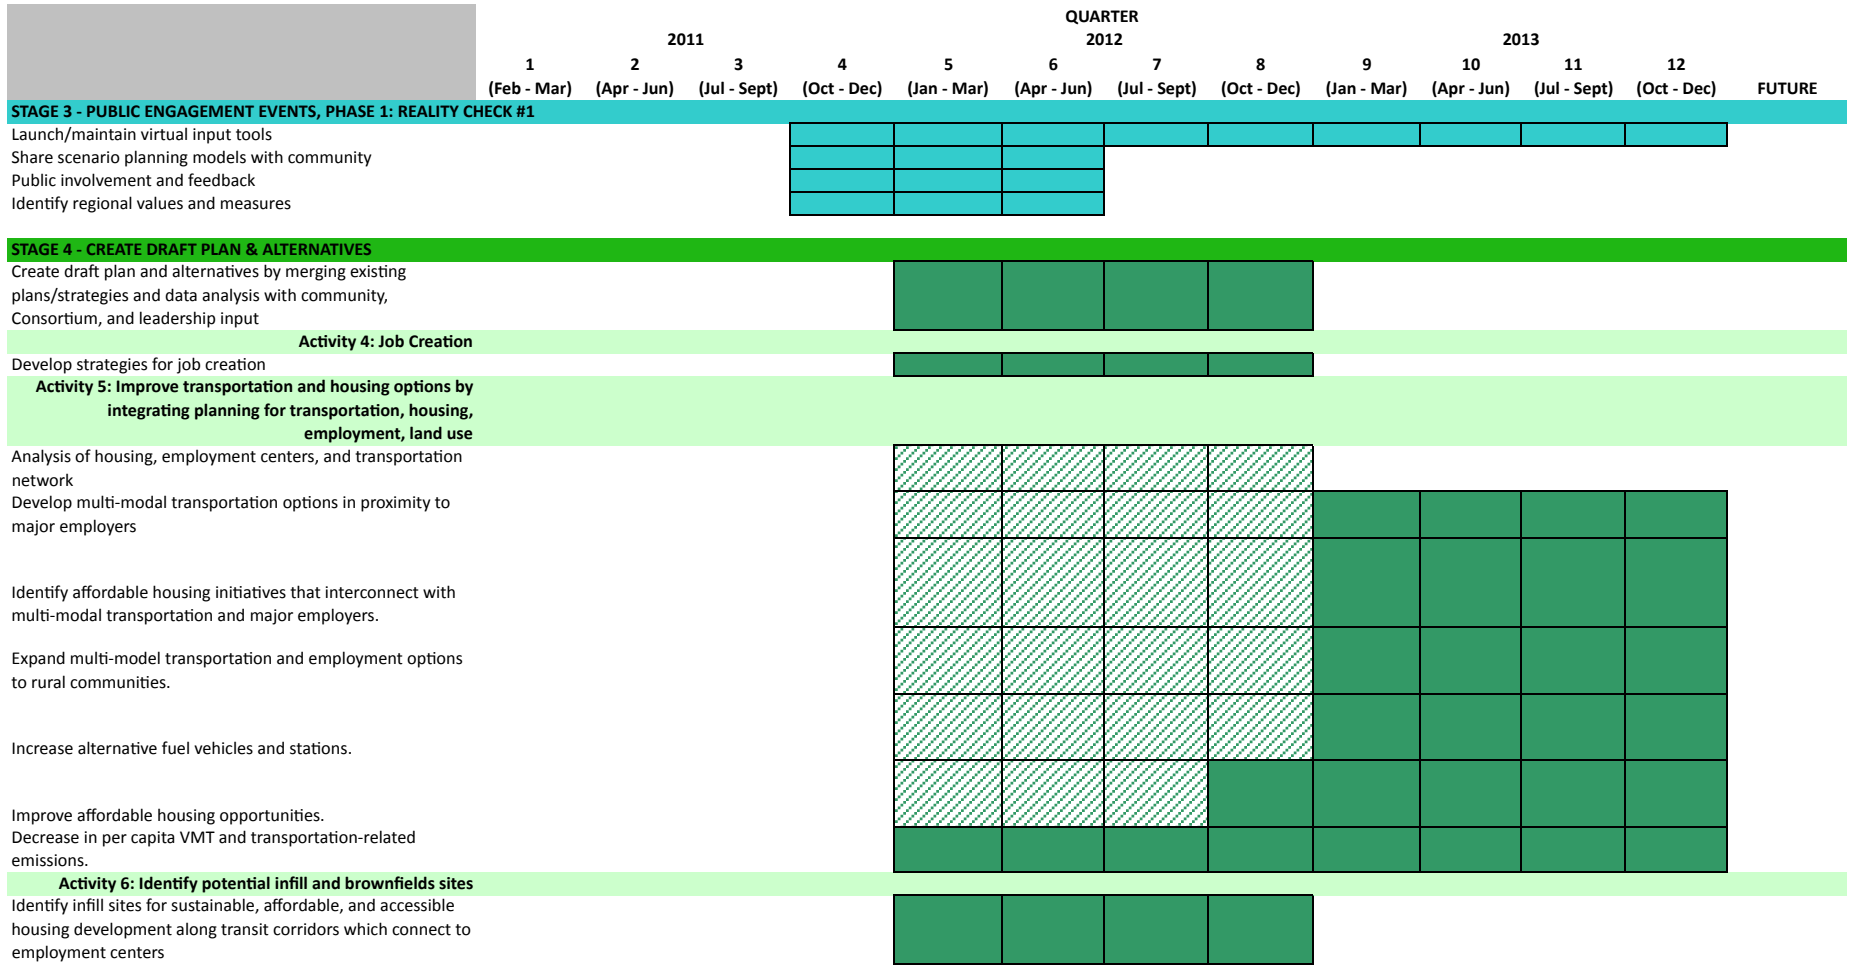 QUARTER
2011 2012 2013
1 2 3 4 5 6 7 8 9 10 11 12
(Feb - Mar) (Apr - Jun) (Jul - Sept) (Oct - Dec) (Jan - Mar) (Apr - Jun) (Jul - Sept) (Oct - Dec) (Jan - Mar) (Apr - Jun) (Jul - Sept) (Oct - Dec) FUTURE
STAGE 3 - PUBLIC ENGAGEMENT EVENTS, PHASE 1: REALITY CHECK #1
Launch/maintain virtual input tools
Share scenario planning models with community
Public involvement and feedback
Identify regional values and measures
STAGE 4 - CREATE DRAFT PLAN & ALTERNATIVES
Create draft plan and alternatives by merging existing
plans/strategies and data analysis with community,
Consortium, and leadership input
Activity 4: Job Creation
Develop strategies for job creation
Activity 5: Improve transportation and housing options by
integrating planning for transportation, housing,
employment, land use
Analysis of housing, employment centers, and transportation
network
Develop multi-modal transportation options in proximity to
major employers
Identify affordable housing initiatives that interconnect with
multi-modal transportation and major employers.
Expand multi-model transportation and employment options
to rural communities.
Increase alternative fuel vehicles and stations.
Improve affordable housing opportunities.
Decrease in per capita VMT and transportation-related
emissions.
Activity 6: Identify potential infill and brownfields sites
Identify infill sites for sustainable, affordable, and accessible
housing development along transit corridors which connect to
employment centers